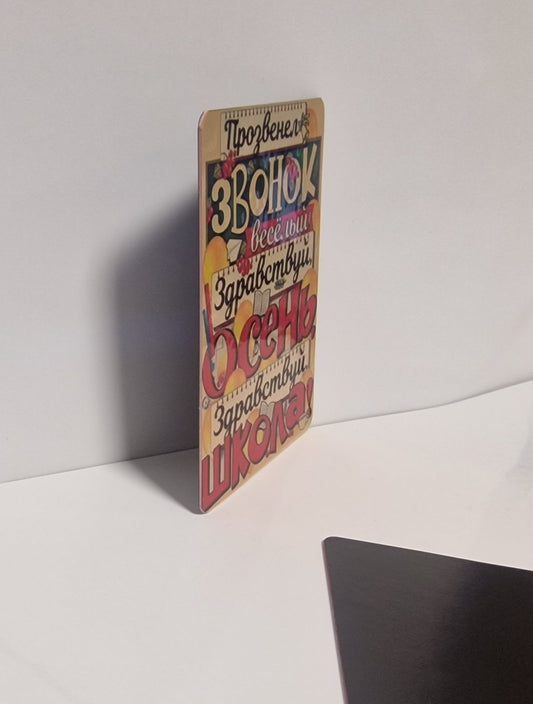 Прозвенел
ЗВОНОК
весёлый
Здравствуй,
Осень,
Здравствуй,
ШКОЛА!